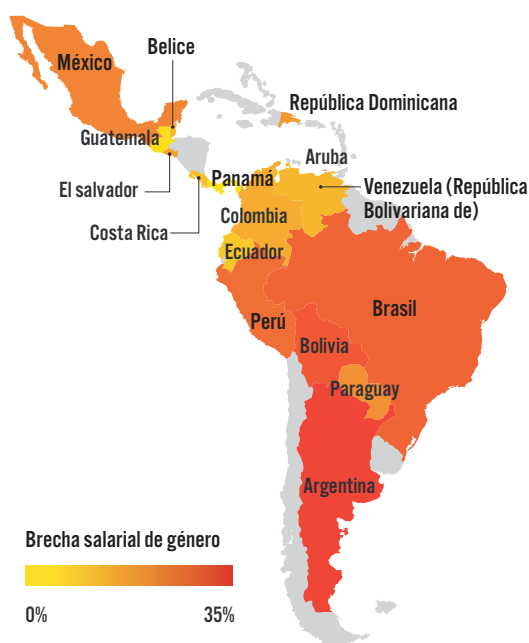 Belice
México
República Dominicana
Guatemala
Aruba
El salvador
Panamá
Venezuela (República
Bolivariana de)
Colombia
Costa Rica
Ecuador
Brasil
Perú
Bolivia
Paraguay
Argentina
Brecha salarial de género
0%
35%